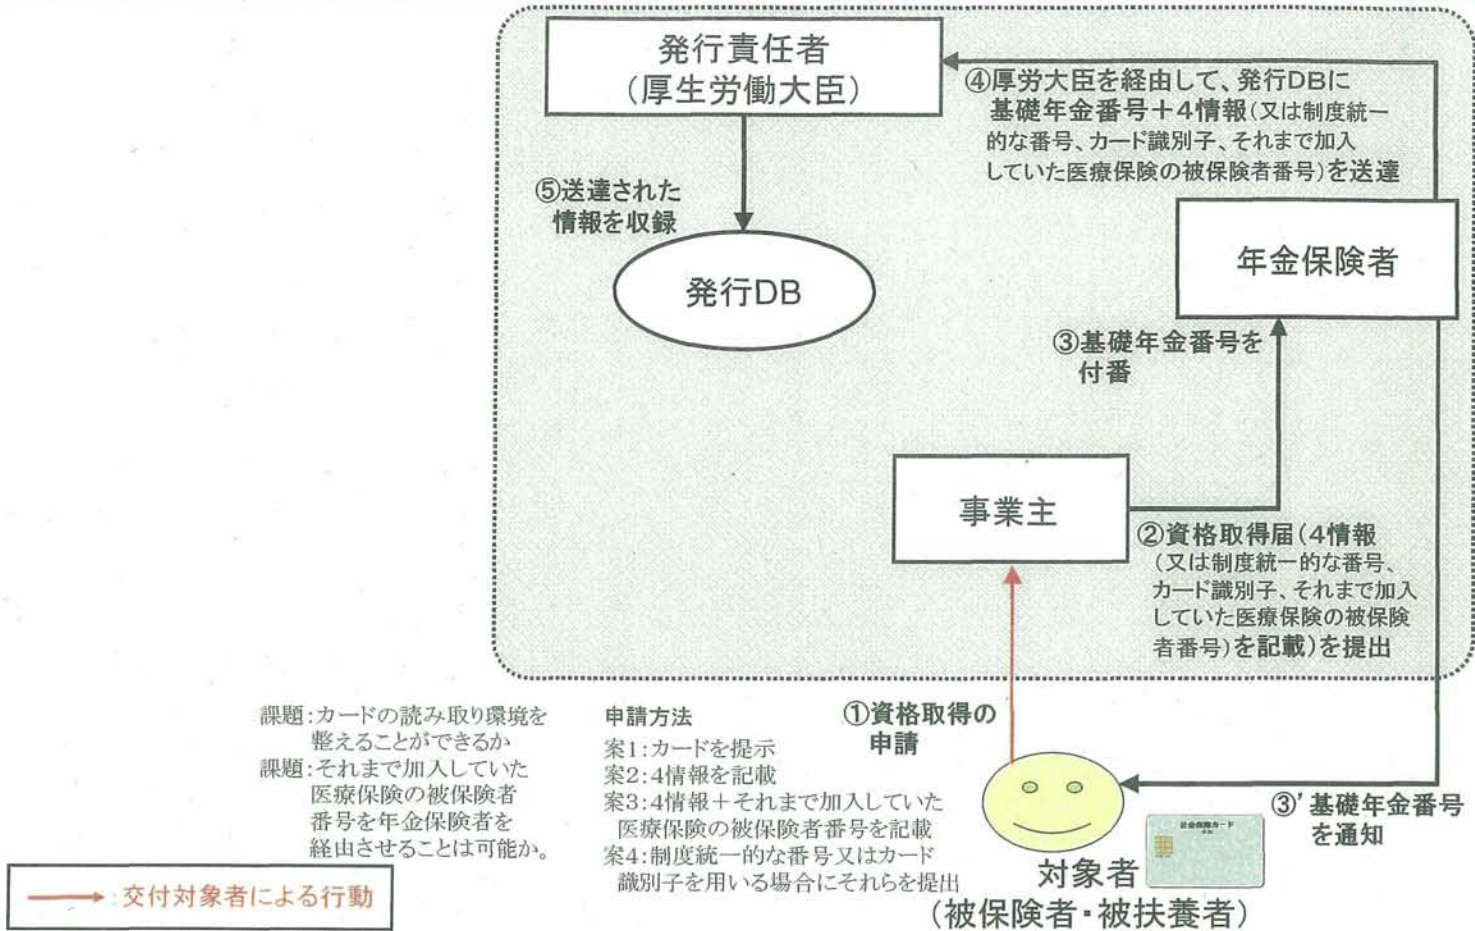 発行責任者
(厚生労働大臣)
④厚労大臣を経由して、発行DBに
基礎年金番号+4情報(又は制度統一
的な番号、カード識別子、それまで加入
していた医療保険の被保険者番号)を送達
⑤送達された
情報を収録
発行DB
年金保険者
③基礎年金番号を
付番
事業主
②資格取得届(4情報
(又は制度統一的な番号、
カード識別子、それまで加入
していた医療保険の被保険
者番号)を記載)を提出
課題:カードの読み取り環境を
整えることができるか
課題:それまで加入していた
医療保険の被保険者
番号を年金保険者を
経由させることは可能か。
申請方法
案1:カードを提示
案2:4情報を記載
案3:4情報+それまで加入していた
医療保険の被保険者番号を記載
案4:制度統一的な番号又はカード
識別子を用いる場合にそれらを提出
①資格取得の
申請
③'基礎年金番号
を通知
社会保障カード
対象者
(被保険者・被扶養者)
:交付対象者による行動